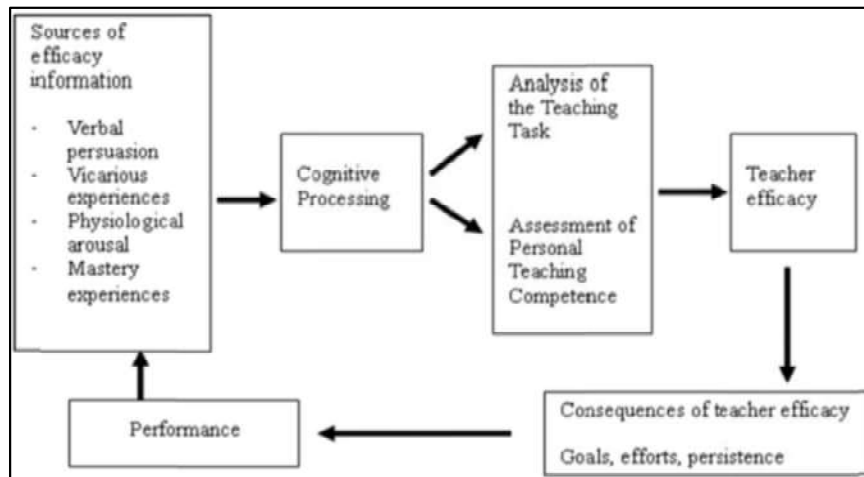 Sources of
efficacy
information
- Verbal
persuasion
- Vicarious
experiences
- Physiological
arousal
- Mastery
experiences
Cognitive
Processing
Analysis of
the Teaching
Task
Assessment of
Personal
Teaching
Competence
Teacher
efficacy
Consequences of teacher efficacy
Goals, efforts, persistence
Performance